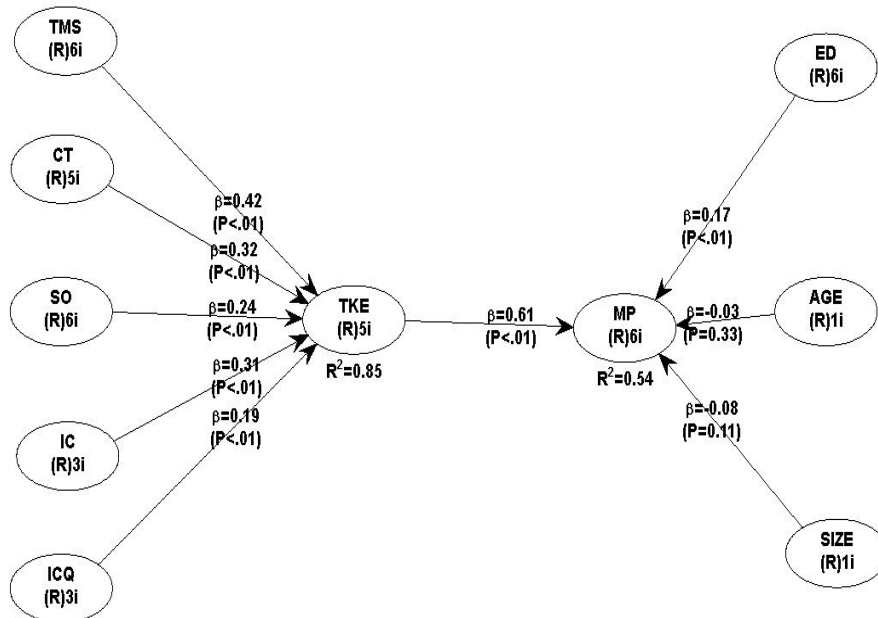 TMS
(R)6i
ED
(R)6i
CT
(R)5i
β=0.42
(P<.01)
β=0.17
(P<.01)
β=0.32
(P<.01)
SO
(R)6i
β=0.24
(P<.01)
TKE
(R)5i
R²=0.85
β=0.61
(P<.01)
MP
(R)6i
R²=0.54
β=-0.03
(P=0.33)
AGE
(R)1i
β=0.31
(P<.01)
β=0.19
(P<.01)
β=-0.08
(P=0.11)
IC
(R)3i
SIZE
(R)1i
ICQ
(R)3i